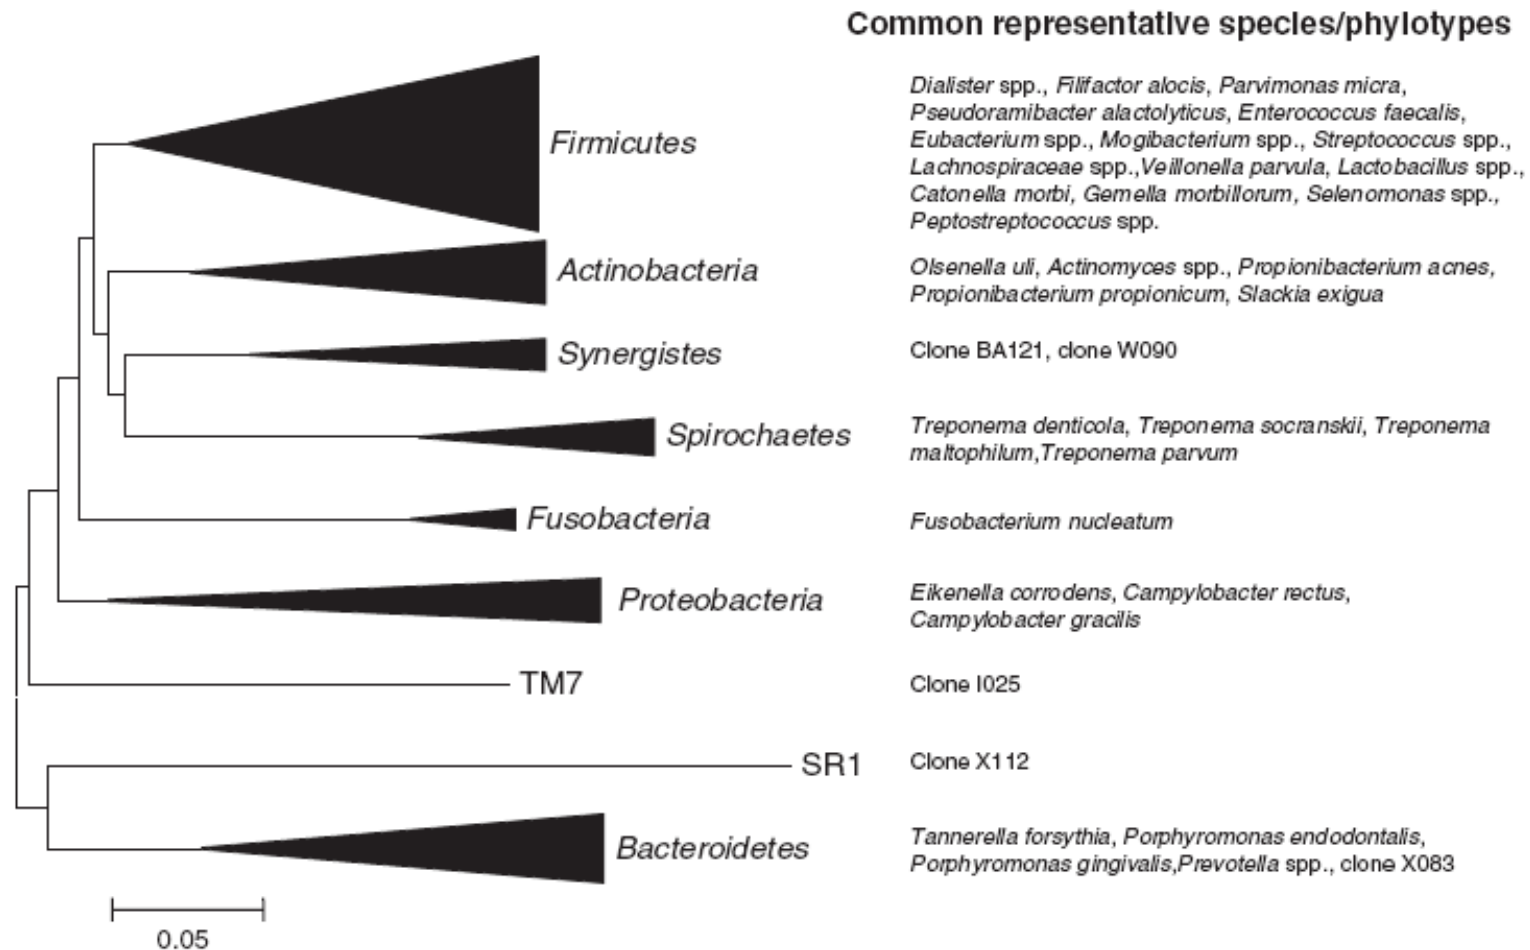 Common representative species/phylotypes
Firmicutes
Dialister spp., Filifactor alocis, Parvimonas micra,
Pseudoramibacter alactolyticus, Enterococcus faecalis,
Eubacterium spp., Mogibacterium spp., Streptococcus spp.,
Lachnospiraceae spp.,Veillonella parvula, Lactobacillus spp.,
Catonella morbi, Gemella morbillorum, Selenomonas spp.,
Peptostreptococcus spp.
Actinobacteria
Olsenella uli, Actinomyces spp., Propionibacterium acnes,
Propionibacterium propionicum, Slackia exigua
Synergistes
Clone BA121, clone W090
Spirochaetes
Treponema denticola, Treponema socranskii, Treponema
maltophilum,Treponema parvum
Fusobacteria
Fusobacterium nucleatum
Proteobacteria
Eikenella corrodens, Campylobacter rectus,
Campylobacter gracilis
TM7
Clone I025
SR1
Clone X112
Bacteroidetes
Tannerella forsythia, Porphyromonas endodontalis,
Porphyromonas gingivalis,Prevotella spp., clone X083
0.05